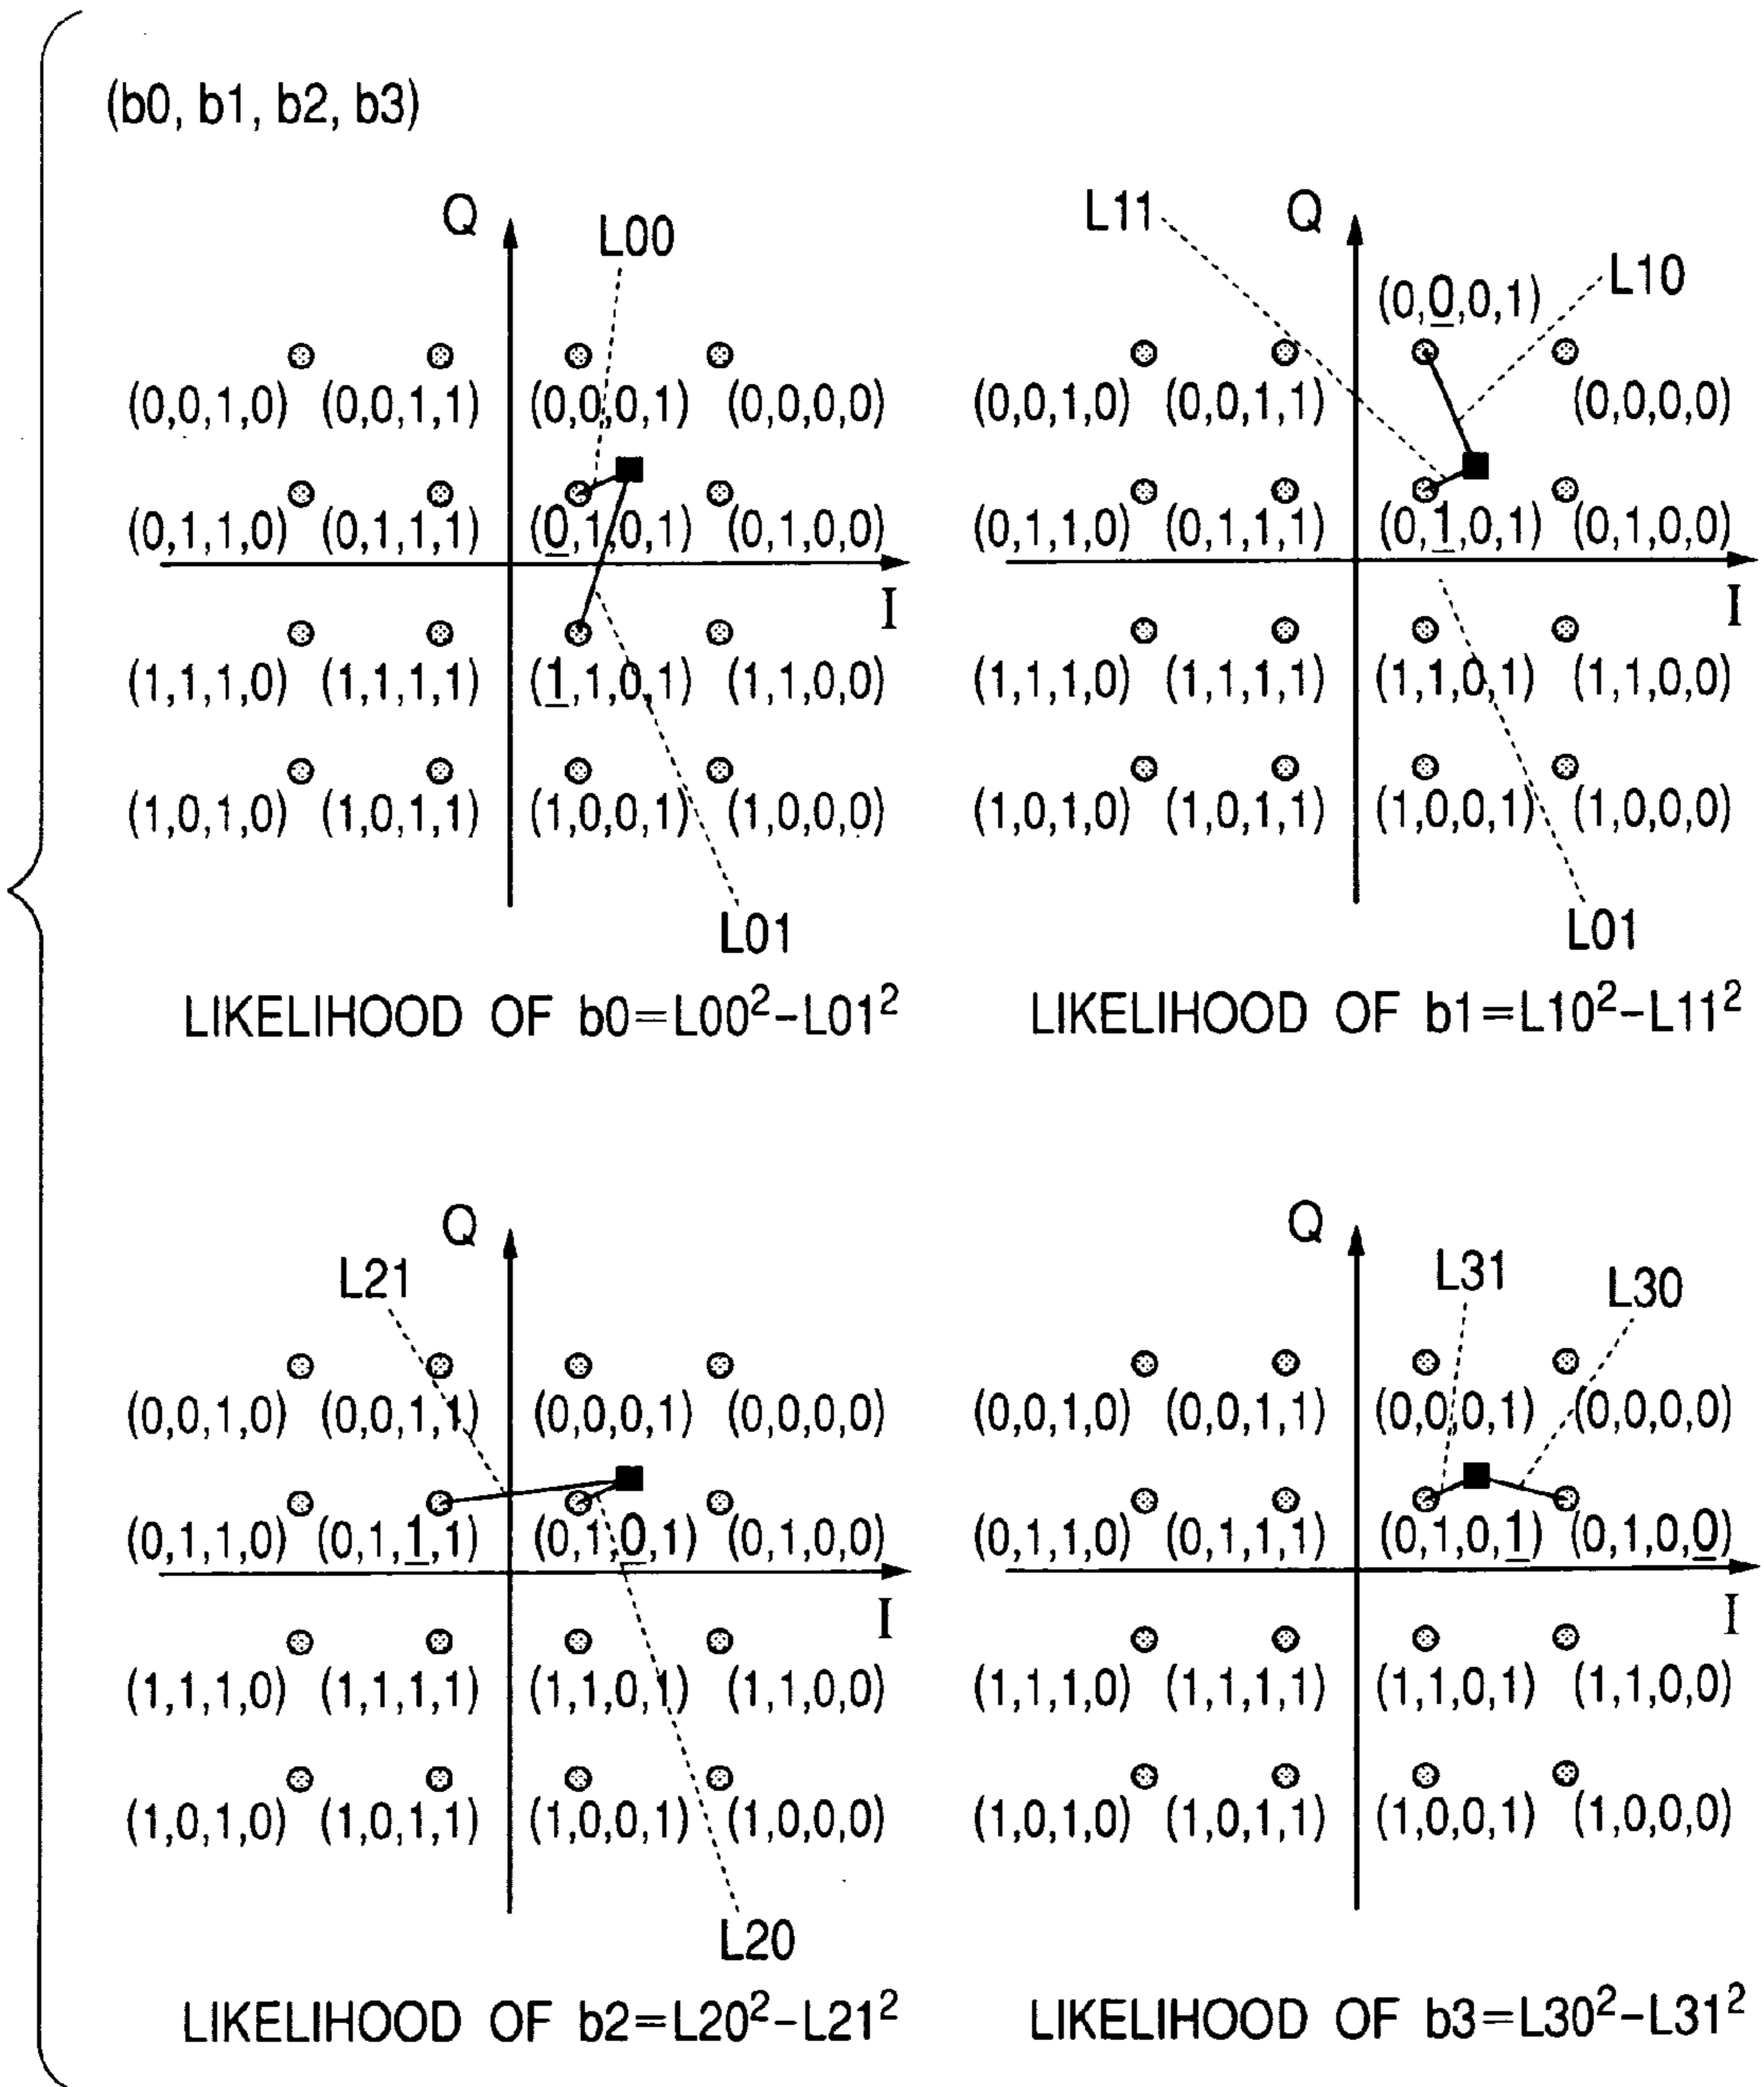 (b0, b1, b2, b3)
Q
L00
(0,0,1,0) (0,0,1,1) (0,0,0,1) (0,0,0,0)
(0,1,1,0) (0,1,1,1) (0,1,0,1) (0,1,0,0)
I
(1,1,1,0) (1,1,1,1) (1,1,0,1) (1,1,0,0)
(1,0,1,0) (1,0,1,1) (1,0,0,1) (1,0,0,0)
L01
LIKELIHOOD OF b0=L00²-L01²
L11
Q
L10
(0,0,0,1)
(0,0,1,0) (0,0,1,1) (0,0,0,0)
(0,1,1,0) (0,1,1,1) (0,1,0,1) (0,1,0,0)
I
(1,1,1,0) (1,1,1,1) (1,1,0,1) (1,1,0,0)
(1,0,1,0) (1,0,1,1) (1,0,0,1) (1,0,0,0)
L01
LIKELIHOOD OF b1=L10²-L11²
Q
L21
(0,0,1,0) (0,0,1,1) (0,0,0,1) (0,0,0,0)
(0,1,1,0) (0,1,1,1) (0,1,0,1) (0,1,0,0)
I
(1,1,1,0) (1,1,1,1) (1,1,0,1) (1,1,0,0)
(1,0,1,0) (1,0,1,1) (1,0,0,1) (1,0,0,0)
L20
LIKELIHOOD OF b2=L20²-L21²
Q
L31
L30
(0,0,1,0) (0,0,1,1) (0,0,0,1) (0,0,0,0)
(0,1,1,0) (0,1,1,1) (0,1,0,1) (0,1,0,0)
I
(1,1,1,0) (1,1,1,1) (1,1,0,1) (1,1,0,0)
(1,0,1,0) (1,0,1,1) (1,0,0,1) (1,0,0,0)
LIKELIHOOD OF b3=L30²-L31²